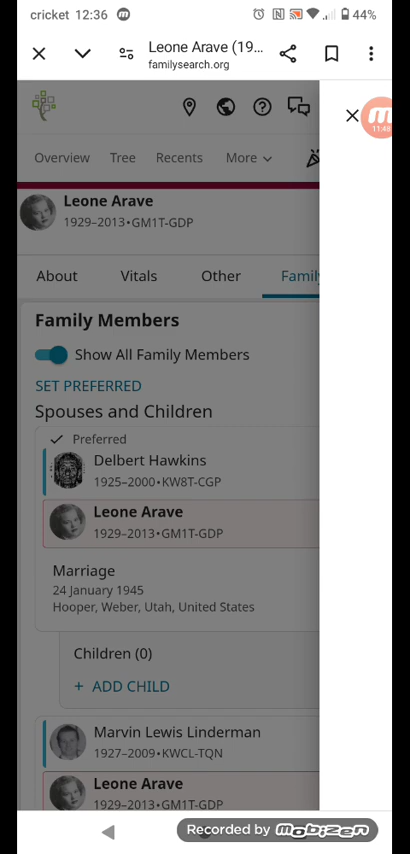 cricket 12:36 44%
Leone Arave (19...
familysearch.org
11:48
Overview Tree Recents More
Leone Arave
1929–2013•GM1T-GDP
About Vitals Other Family
Family Members
Show All Family Members
SET PREFERRED
Spouses and Children
Preferred
Delbert Hawkins
1925–2000•KW8T-CGP
Leone Arave
1929–2013•GM1T-GDP
Marriage
24 January 1945
Hooper, Weber, Utah, United States
Children (0)
+ ADD CHILD
Marvin Lewis Linderman
1927–2009•KWCL-TQN
Leone Arave
1929–2013•GM1T-GDP
Recorded by mobizen